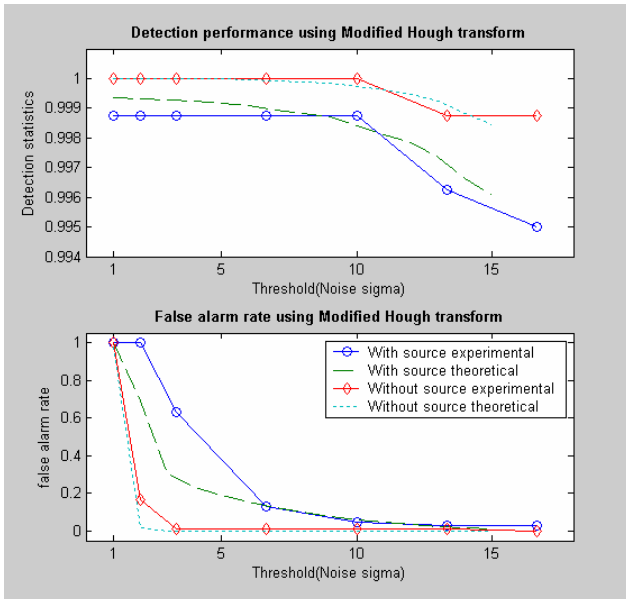 Detection performance using Modified Hough transform
1
0.999
0.998
0.997
0.996
0.995
0.994
Detection statistics
1 5 10 15
Threshold(Noise sigma)
False alarm rate using Modified Hough transform
With source experimental
With source theoretical
Without source experimental
Without source theoretical
1
0.8
0.6
0.4
0.2
0
false alarm rate
1 5 10 15
Threshold(Noise sigma)